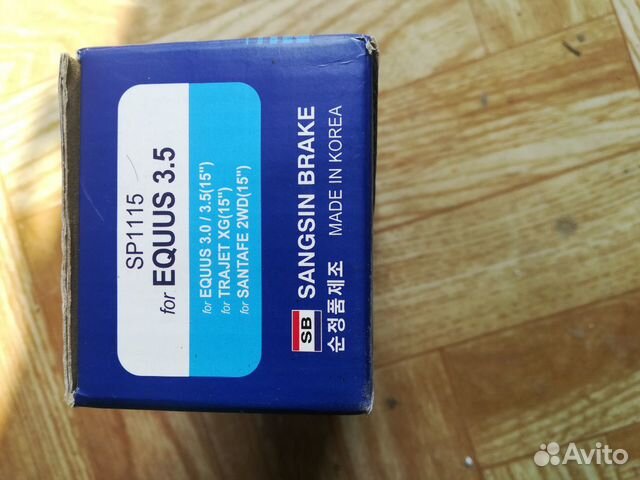 SP1115
for EQUUS 3.5
for EQUUS 3.0 / 3.5(15")
for TRAJET XG(15")
for SANTAFE 2WD(15")
SB SANGSIN BRAKE
순정품제조 MADE IN KOREA
Avito